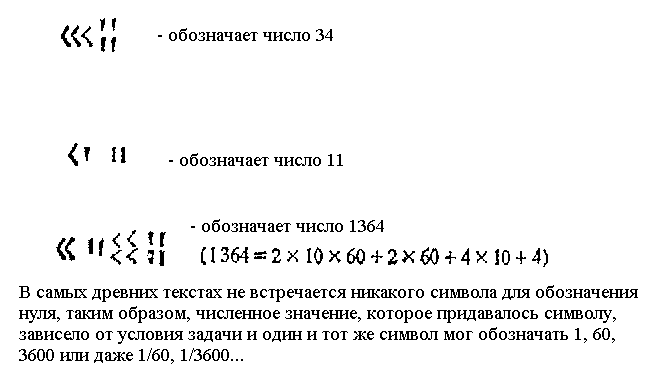 - обозначает число 34
- обозначает число 11
- обозначает число 1364
(1364 = 2 × 10 × 60 + 2 × 60 + 4 × 10 + 4)
В самых древних текстах не встречается никакого символа для обозначения
нуля, таким образом, численное значение, которое придавалось символу,
зависело от условия задачи и один и тот же символ мог обозначать 1, 60,
3600 или даже 1/60, 1/3600...